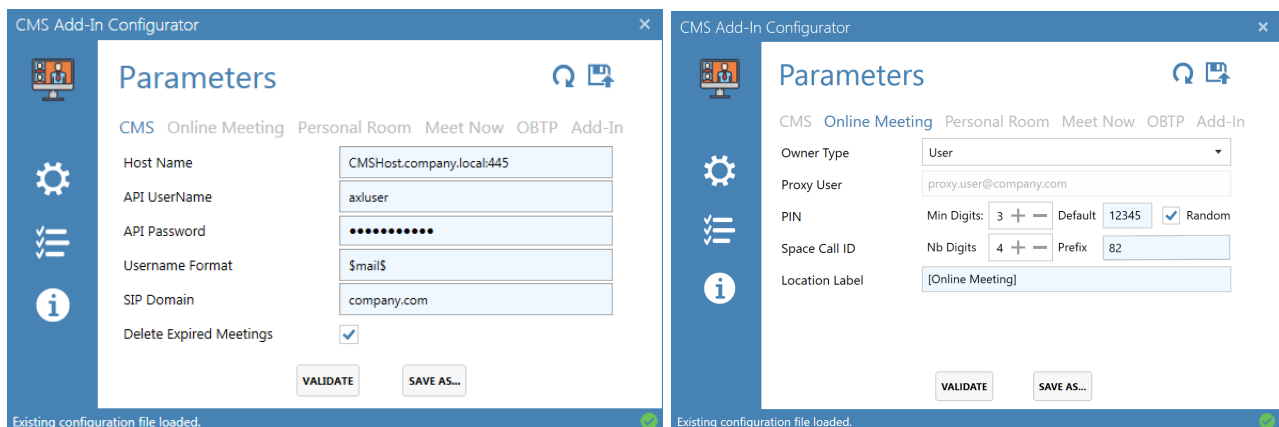 CMS Add-In Configurator ×
Parameters
CMS Online Meeting Personal Room Meet Now OBTP Add-In
Host Name CMSHost.company.local:445
API UserName axluser
API Password ●●●●●●●●●●●
Username Format $mail$
SIP Domain company.com
Delete Expired Meetings
VALIDATE SAVE AS...
Existing configuration file loaded.
CMS Add-In Configurator ×
Parameters
CMS Online Meeting Personal Room Meet Now OBTP Add-In
Owner Type User
Proxy User proxy.user@company.com
PIN Min Digits: 3 + − Default 12345 Random
Space Call ID Nb Digits 4 + − Prefix 82
Location Label [Online Meeting]
VALIDATE SAVE AS...
Existing configuration file loaded.